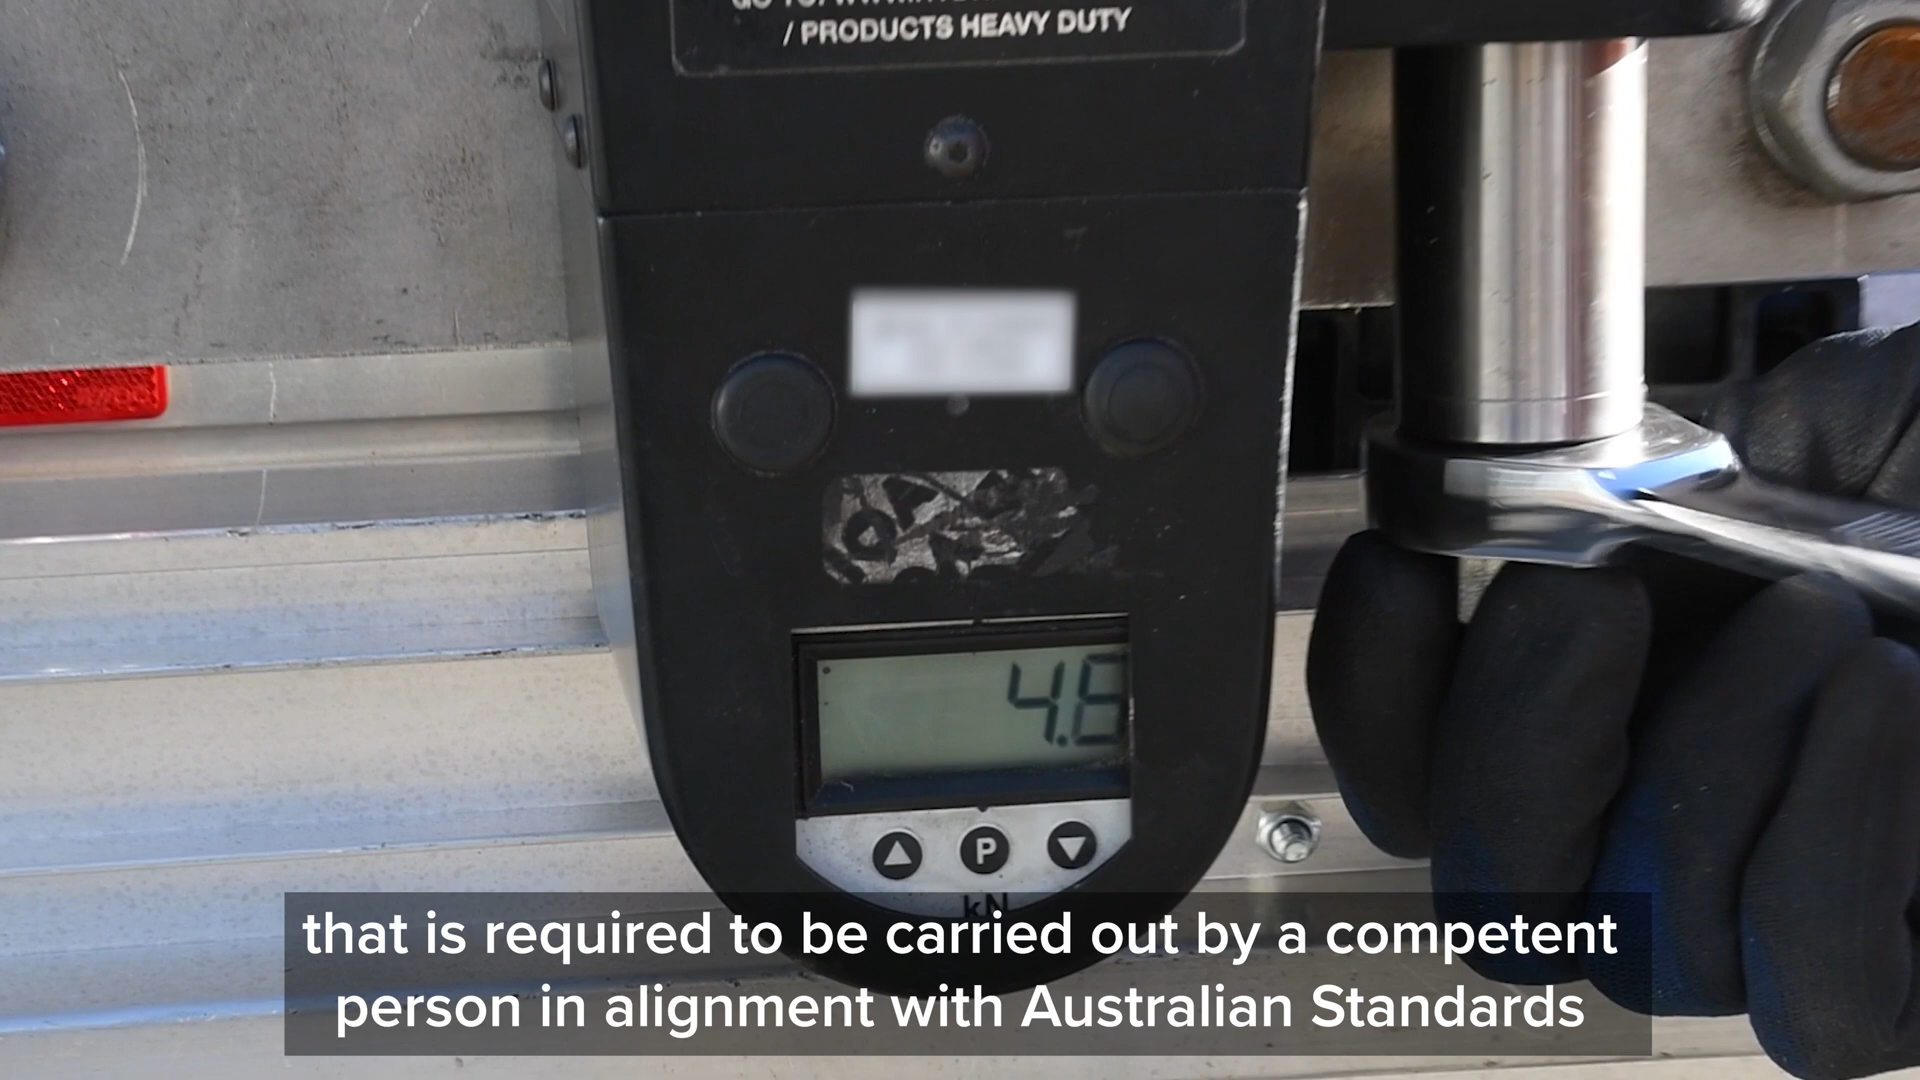 / PRODUCTS HEAVY DUTY
4.6
P
kN
that is required to be carried out by a competent
person in alignment with Australian Standards